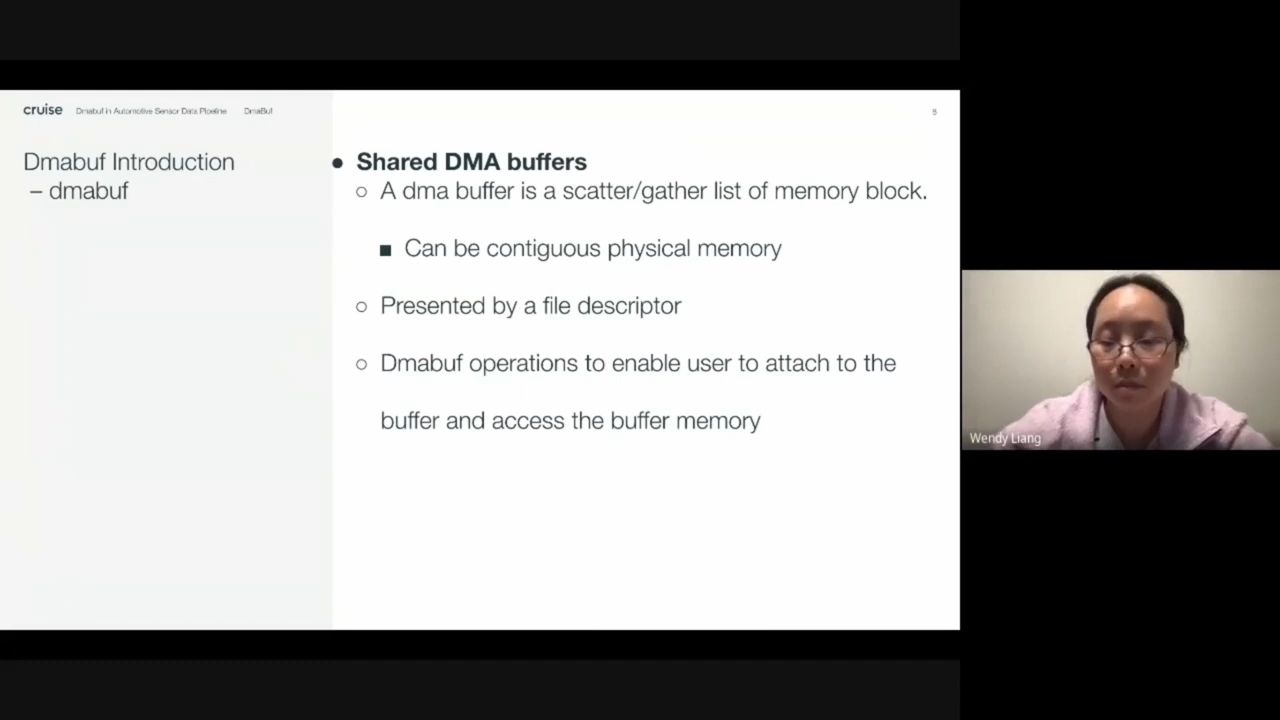 cruise Dmabuf in Automotive Sensor Data Pipeline DmaBuf 5
Dmabuf Introduction
– dmabuf
● Shared DMA buffers
○ A dma buffer is a scatter/gather list of memory block.
■ Can be contiguous physical memory
○ Presented by a file descriptor
○ Dmabuf operations to enable user to attach to the
buffer and access the buffer memory
Wendy Liang